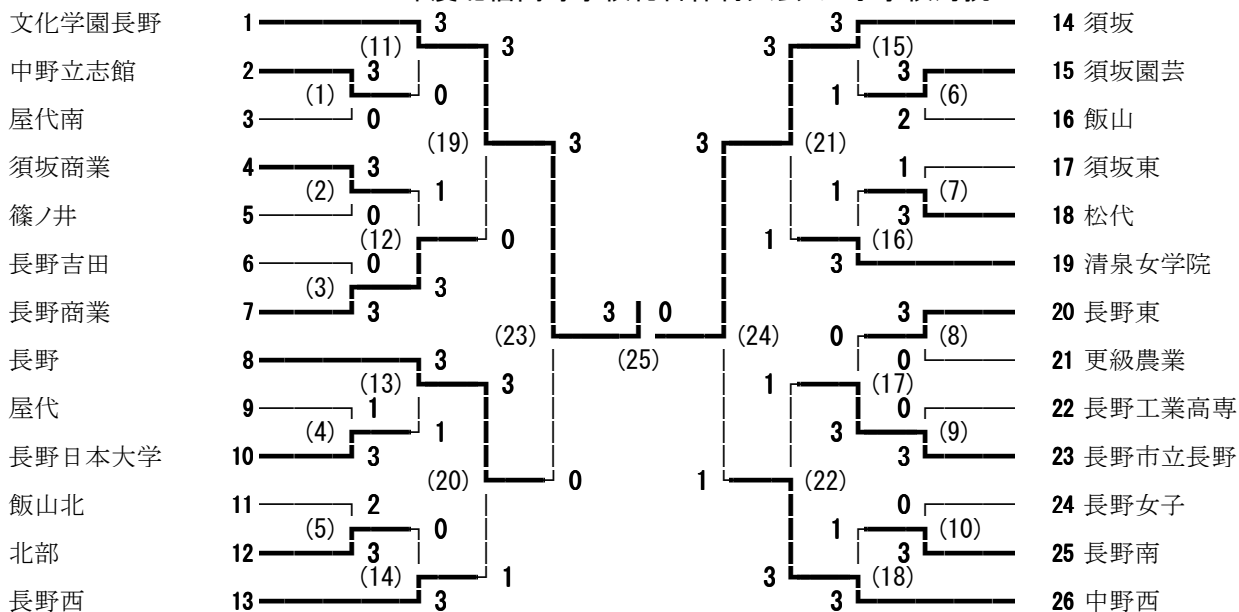 文化学園長野 1 3 3 14 須坂
(11) 3 3 (15)
中野立志館 2 3 3 15 須坂園芸
(1) 0 1 (6)
屋代南 3 0 2 16 飯山
(19) 3 3 (21)
須坂商業 4 3 1 17 須坂東
(2) 1 1 (7)
篠ノ井 5 0 3 18 松代
(12) 0 1 (16)
長野吉田 6 0 3 19 清泉女学院
(3) 3
長野商業 7 3 3 0 3 20 長野東
(23) (24) 0 (8)
長野 8 3 (25) 0 21 更級農業
(13) 3 1 (17)
屋代 9 1 0 22 長野工業高専
(4) 1 3 (9)
長野日本大学 10 3 3 23 長野市立長野
(20) 0 1 (22)
飯山北 11 2 0 24 長野女子
(5) 0 1 (10)
北部 12 3 3 25 長野南
(14) 1 3 (18)
長野西 13 3 3 26 中野西